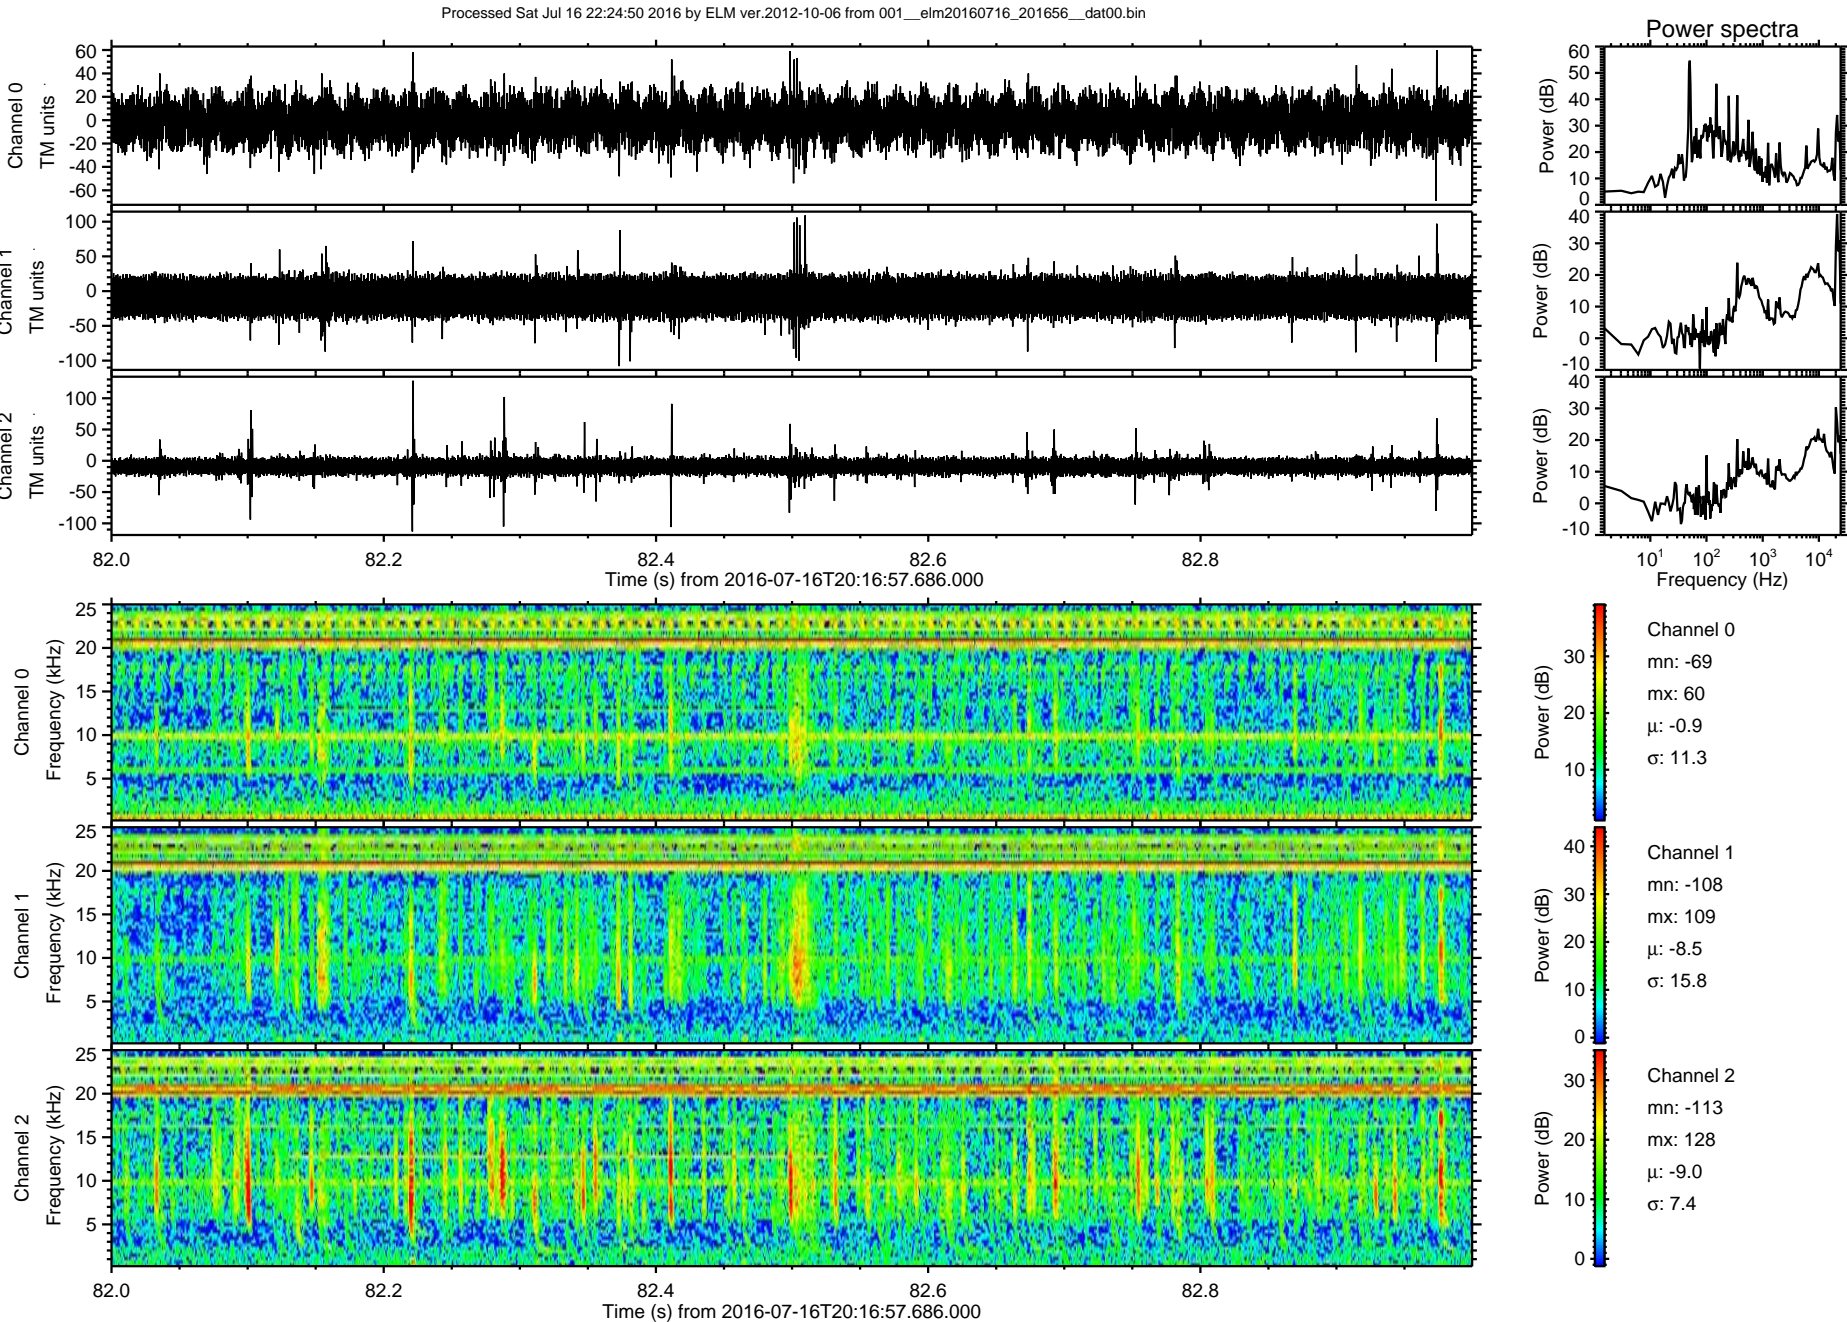 Processed Sat Jul 16 22:24:50 2016 by ELM ver.2012-10-06 from 001__elm20160716_201656__dat00.bin
Power spectra
Channel 0
TM units
60
40
20
0
-20
-40
-60
Power (dB)
60
50
40
30
20
10
0
Channel 1
TM units
100
50
0
-50
-100
Power (dB)
40
30
20
10
0
-10
Channel 2
TM units
100
50
0
-50
-100
Power (dB)
40
30
20
10
0
-10
82.0 82.2 82.4 82.6 82.8
Time (s) from 2016-07-16T20:16:57.686.000
10¹ 10² 10³ 10⁴
Frequency (Hz)
Channel 0
Frequency (kHz)
25
20
15
10
5
Power (dB)
30
20
10
Channel 0
mn: -69
mx: 60
μ: -0.9
σ: 11.3
Channel 1
Frequency (kHz)
25
20
15
10
5
Power (dB)
40
30
20
10
0
Channel 1
mn: -108
mx: 109
μ: -8.5
σ: 15.8
Channel 2
Frequency (kHz)
25
20
15
10
5
Power (dB)
30
20
10
0
Channel 2
mn: -113
mx: 128
μ: -9.0
σ: 7.4
82.0 82.2 82.4 82.6 82.8
Time (s) from 2016-07-16T20:16:57.686.000